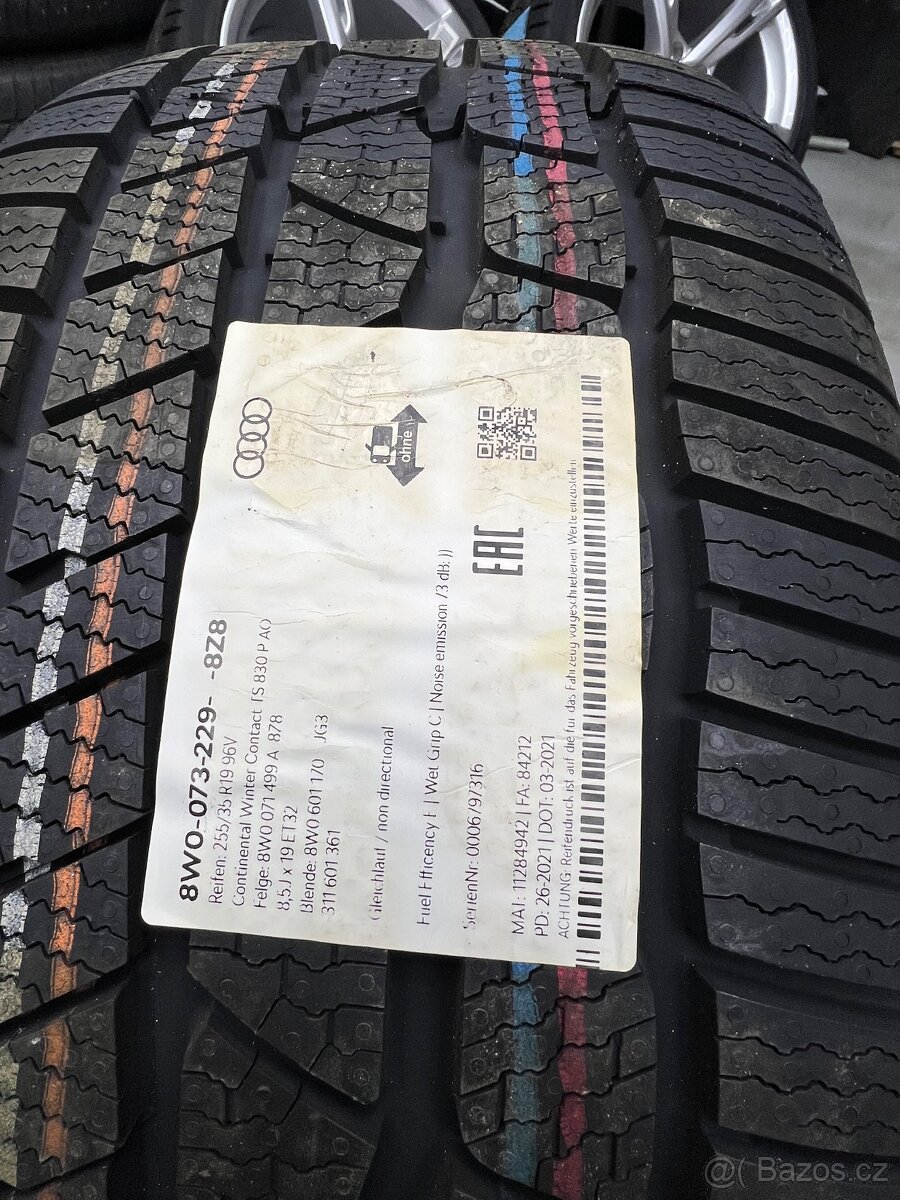 8W0-073-229- -8Z8
Reifen: 255/35 R19 96V
Continental Winter Contact TS 830 P AO
Felge: 8W0 071 499 A 878
8,5J x 19 ET32
Blende: 8W0 601 170 JG3
311 601 361
Gleichlauf / non directional
Fuel Efficency F | Wet Grip C | Noise emission 73 dB, ))
SerienNr: 0006797316
MAT: 11284942 | FA: 84212
PD: 26-2021 | DOT: 03-2021
ACHTUNG: Reifendruck ist auf die für das Fahrzeug vorgeschriebenen Werte einzustellen
ohne
EAC
@( Bazos.cz